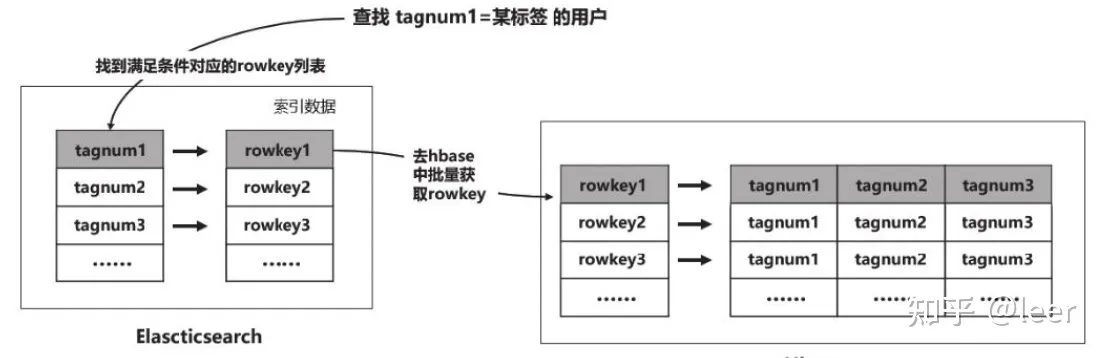 查找 tagnum1=某标签 的用户
找到满足条件对应的rowkey列表
索引数据
tagnum1
rowkey1
tagnum2
rowkey2
tagnum3
rowkey3
……
……
Elascticsearch
去hbase
中批量获
取rowkey
rowkey1
tagnum1
tagnum2
tagnum3
rowkey2
tagnum1
tagnum2
tagnum3
rowkey3
tagnum1
tagnum2
tagnum3
……
……
……
……
知乎 @leer